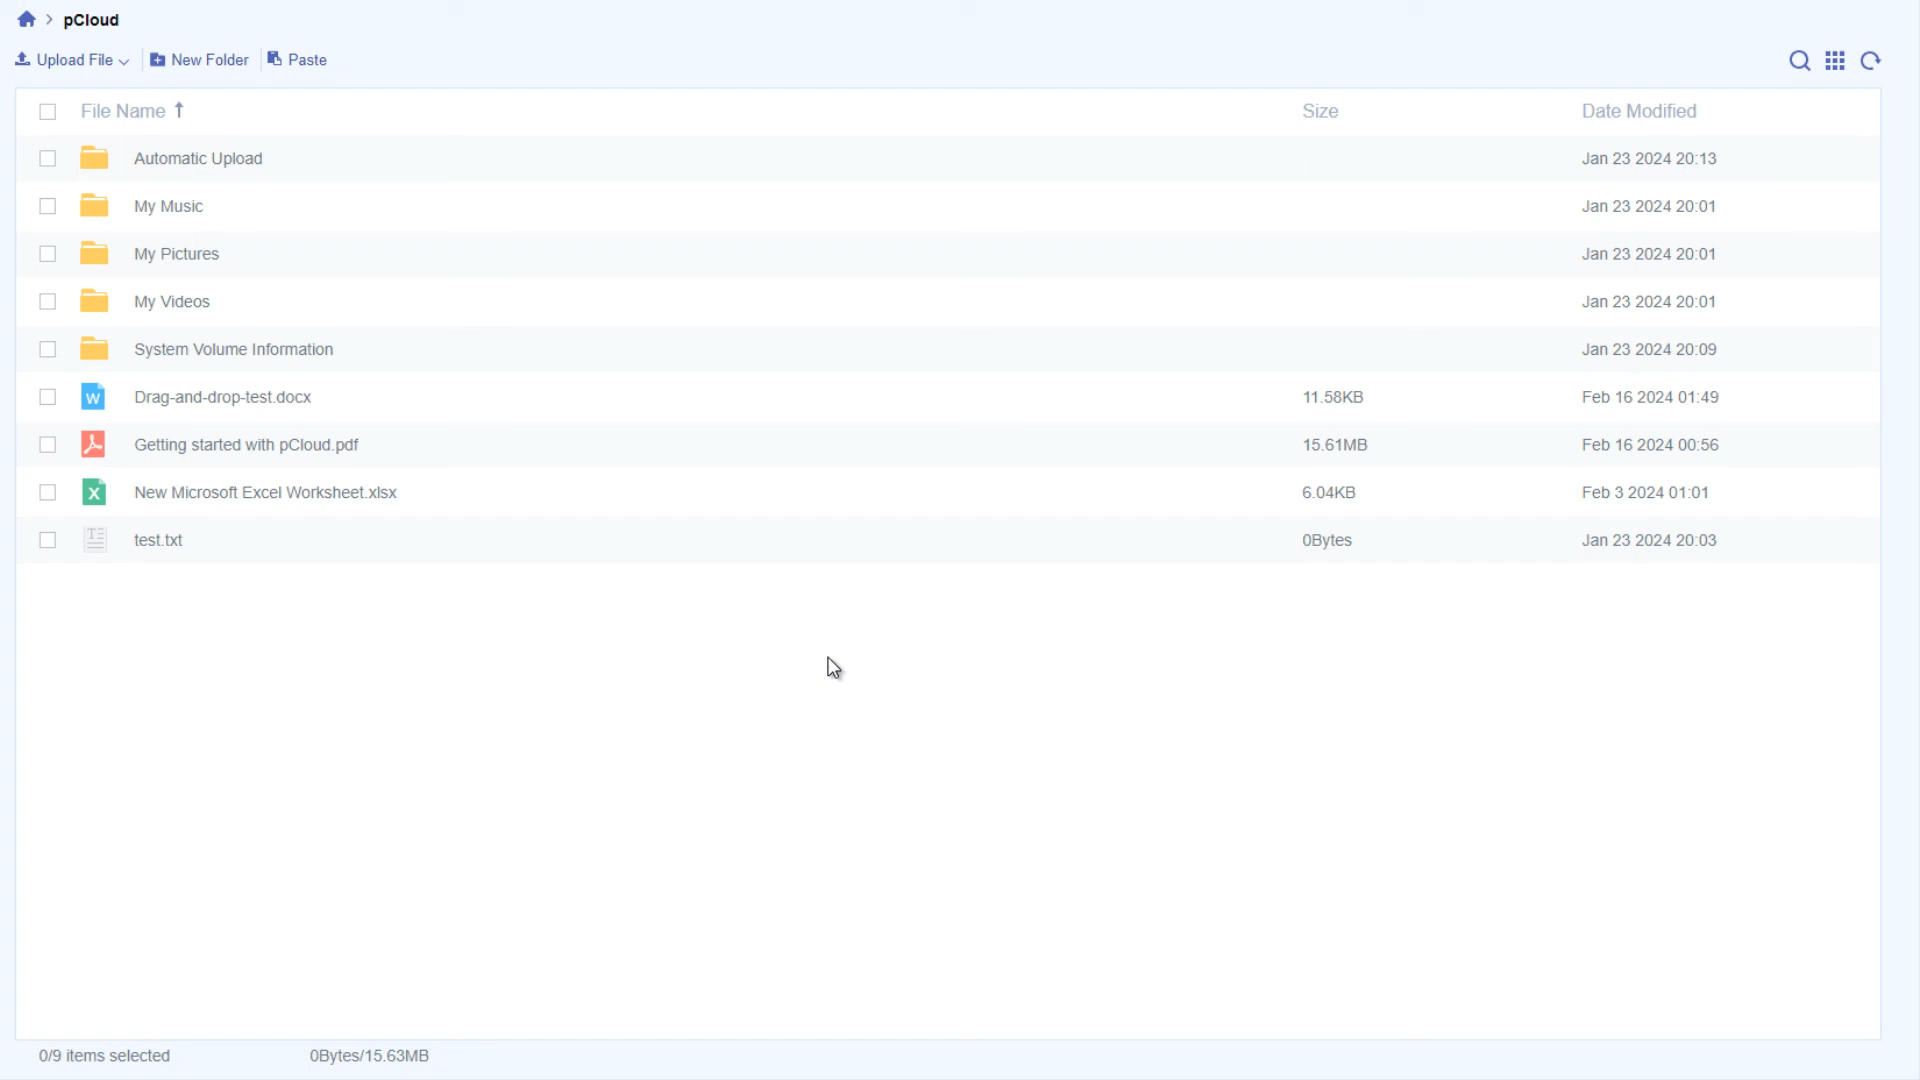 pCloud
Upload File New Folder Paste
File Name Size Date Modified
Automatic Upload Jan 23 2024 20:13
My Music Jan 23 2024 20:01
My Pictures Jan 23 2024 20:01
My Videos Jan 23 2024 20:01
System Volume Information Jan 23 2024 20:09
Drag-and-drop-test.docx 11.58KB Feb 16 2024 01:49
Getting started with pCloud.pdf 15.61MB Feb 16 2024 00:56
New Microsoft Excel Worksheet.xlsx 6.04KB Feb 3 2024 01:01
test.txt 0Bytes Jan 23 2024 20:03
0/9 items selected 0Bytes/15.63MB